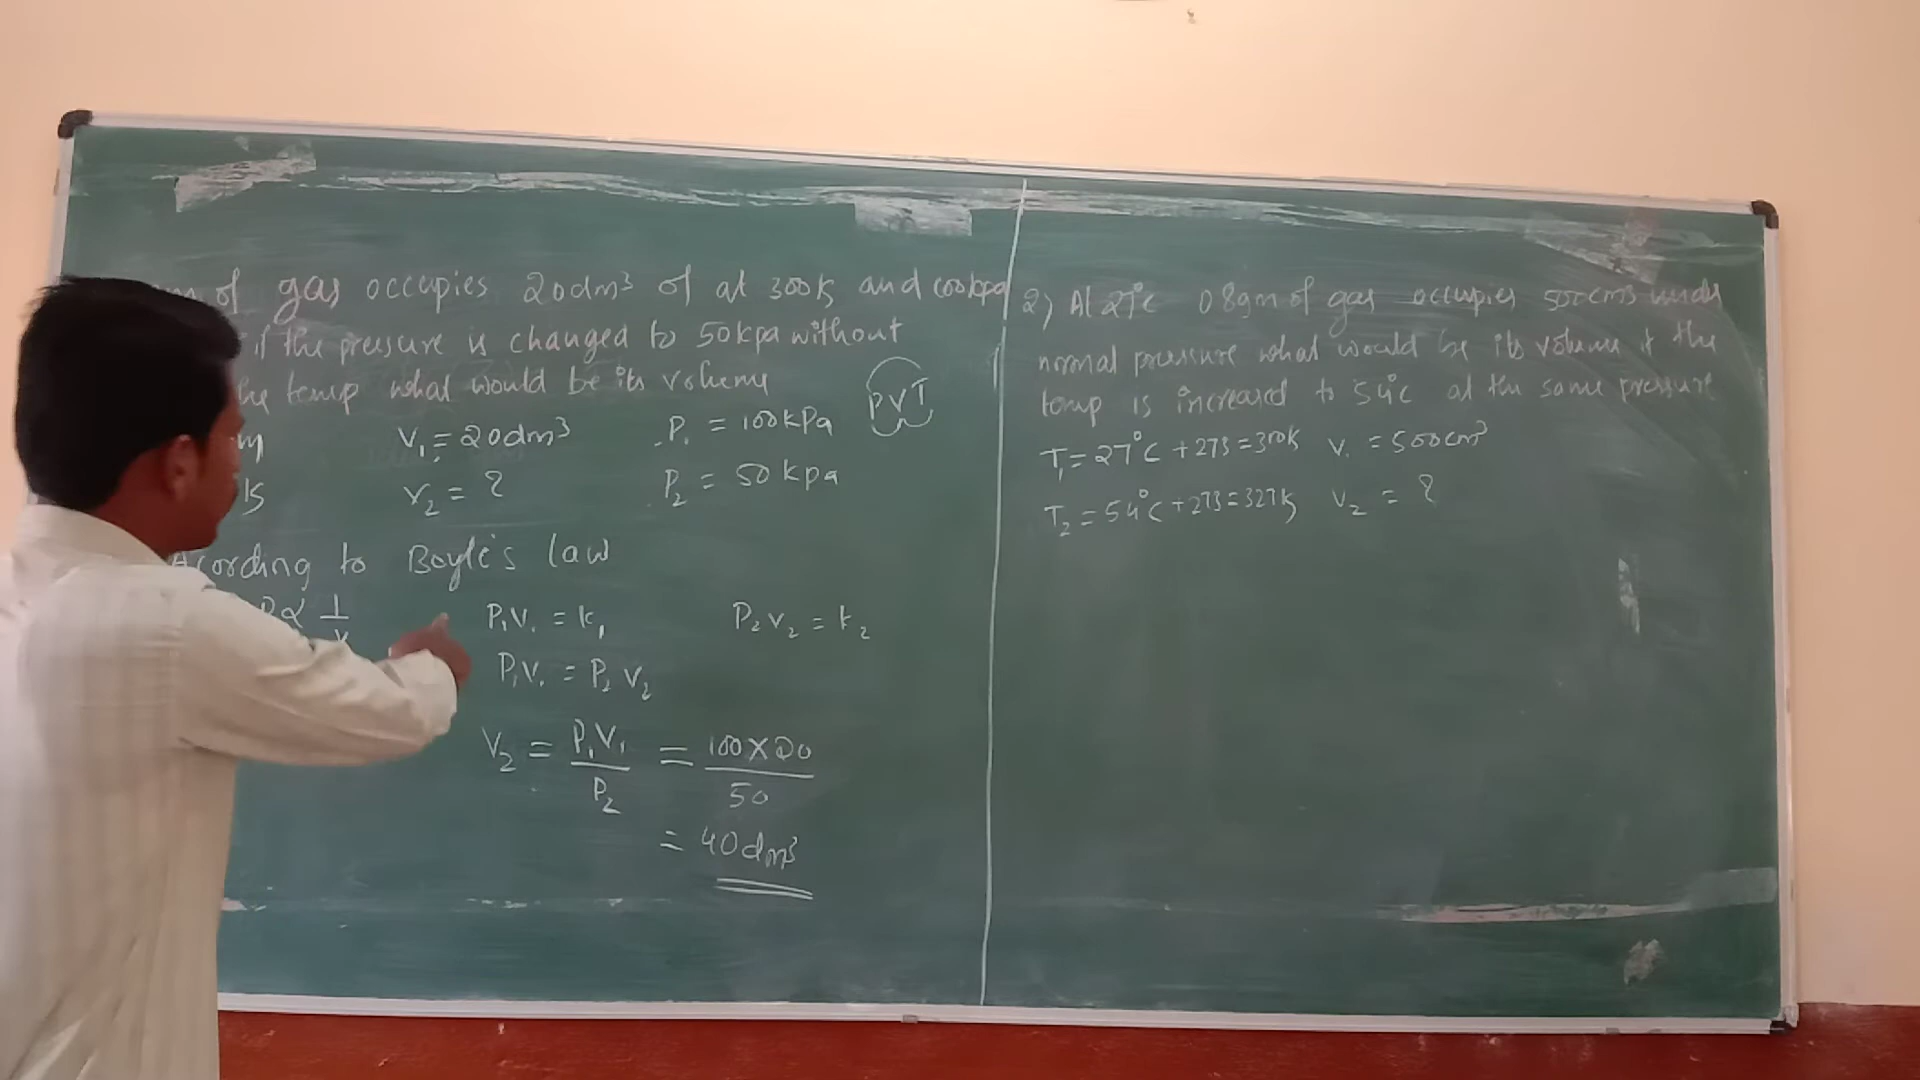 of gas occupies 20dm³ of at 300k and 100kpa
if the pressure is changed to 50kpa without
the temp what would be its volume
V₁ = 20dm³ P₁ = 100kPa
V₂ = ? P₂ = 50kpa
PVT
Acording to Boyle's law
P ∝ 1/V P₁V₁ = k₁ P₂V₂ = k₂
P₁V₁ = P₂V₂
V₂ = P₁V₁/P₂ = 100×20/50
= 40dm³
2) At 27°c 0.8gm of gas occupies 500cm³ under
normal pressure what would be its volume if the
temp is increased to 54°c at the same pressure
T₁ = 27°C + 273 = 300k V₁ = 500cm³
T₂ = 54°C + 273 = 327k V₂ = ?